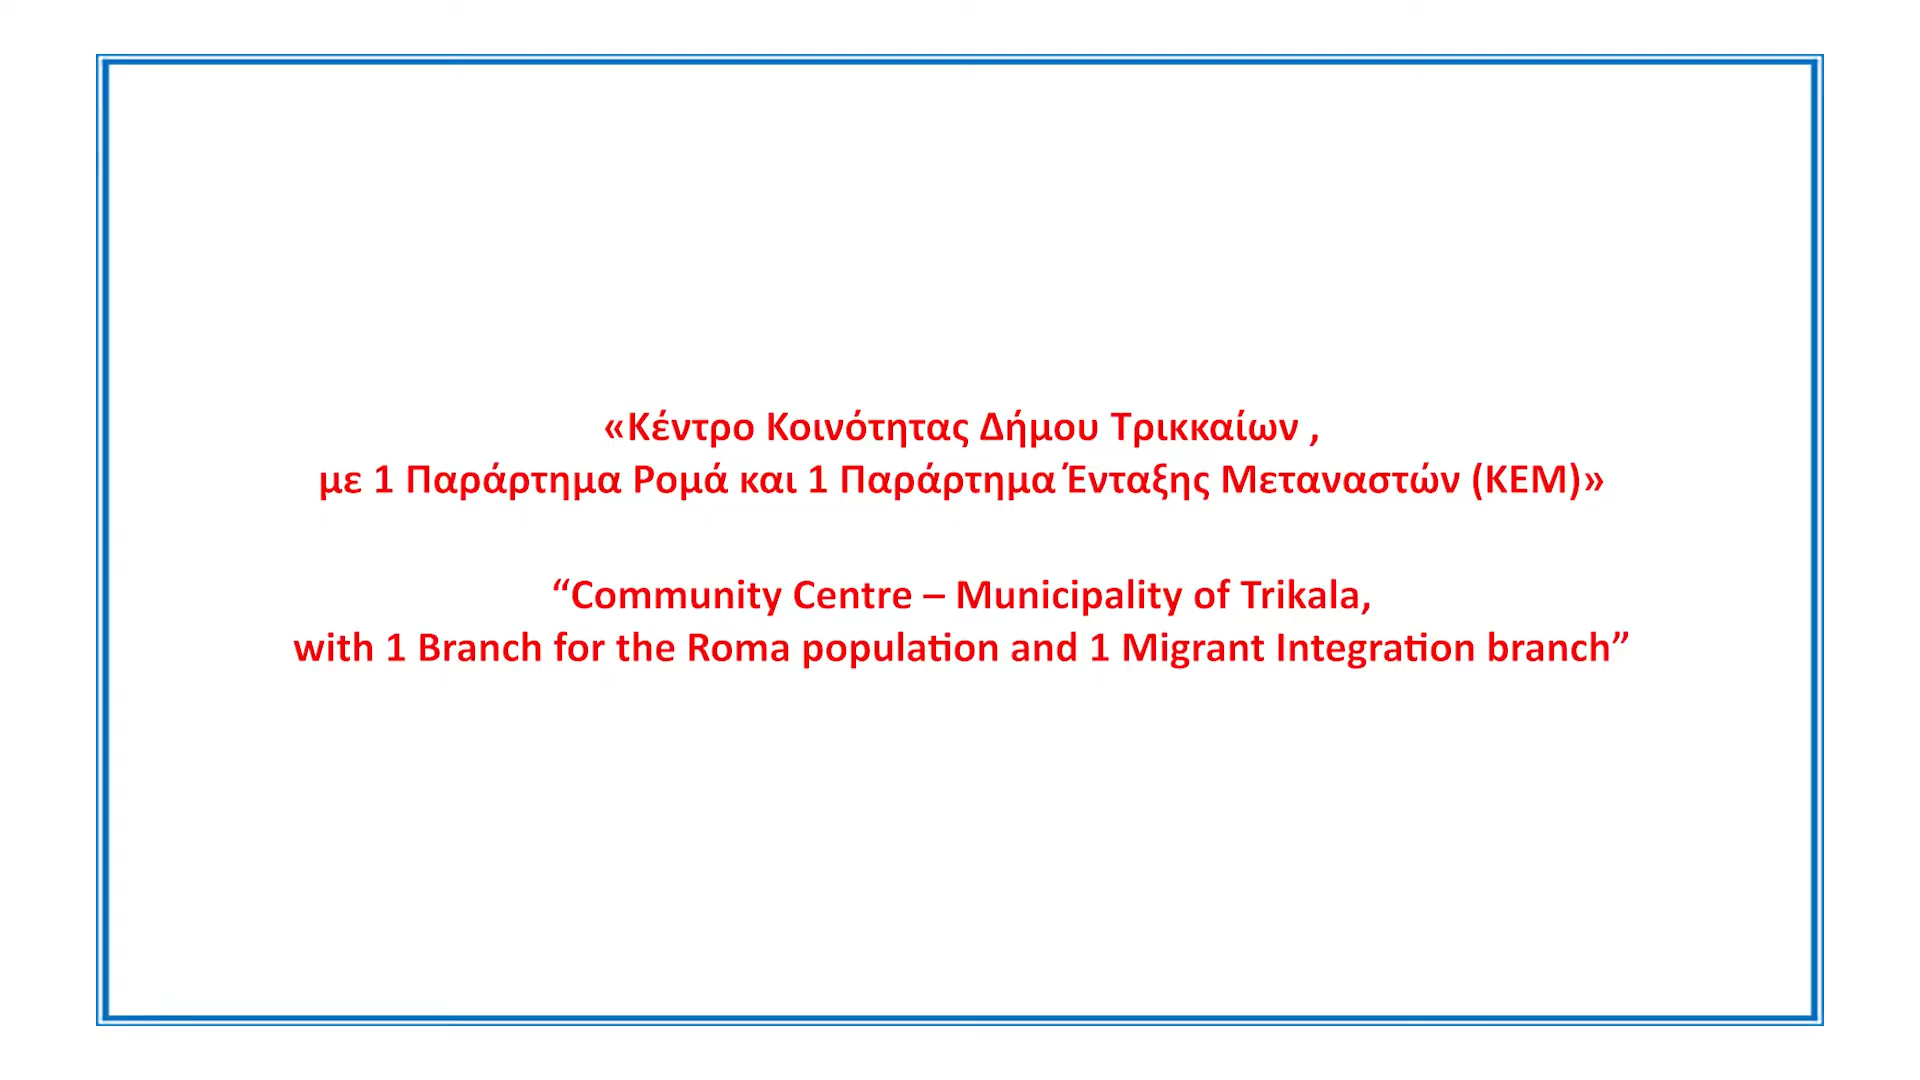 «Κέντρο Κοινότητας Δήμου Τρικκαίων ,
με 1 Παράρτημα Ρομά και 1 Παράρτημα Ένταξης Μεταναστών (ΚΕΜ)»
“Community Centre – Municipality of Trikala,
with 1 Branch for the Roma population and 1 Migrant Integration branch”